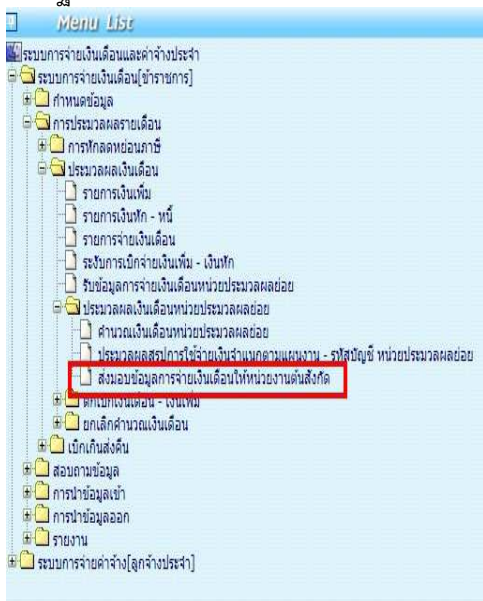 Menu List
ระบบการจ่ายเงินเดือนและค่าจ้างประจำ
ระบบการจ่ายเงินเดือน[ข้าราชการ]
กำหนดข้อมูล
การประมวลผลรายเดือน
การหักลดหย่อนภาษี
ประมวลผลเงินเดือน
รายการเงินเพิ่ม
รายการเงินหัก - หนี้
รายการจ่ายเงินเดือน
ระงับการเบิกจ่ายเงินเพิ่ม - เงินหัก
รับข้อมูลการจ่ายเงินเดือนหน่วยประมวลผลย่อย
ประมวลผลเงินเดือนหน่วยประมวลผลย่อย
คำนวณเงินเดือนหน่วยประมวลผลย่อย
ประมวลผลสรุปการใช้จ่ายเงินจำแนกตามแผนงาน - รหัสบัญชี หน่วยประมวลผลย่อย
ส่งมอบข้อมูลการจ่ายเงินเดือนให้หน่วยงานต้นสังกัด
ตกเบิกเงินเดือน - เงินเพิ่ม
ยกเลิกคำนวณเงินเดือน
เบิกเกินส่งคืน
สอบถามข้อมูล
การนำข้อมูลเข้า
การนำข้อมูลออก
รายงาน
ระบบการจ่ายค่าจ้าง[ลูกจ้างประจำ]